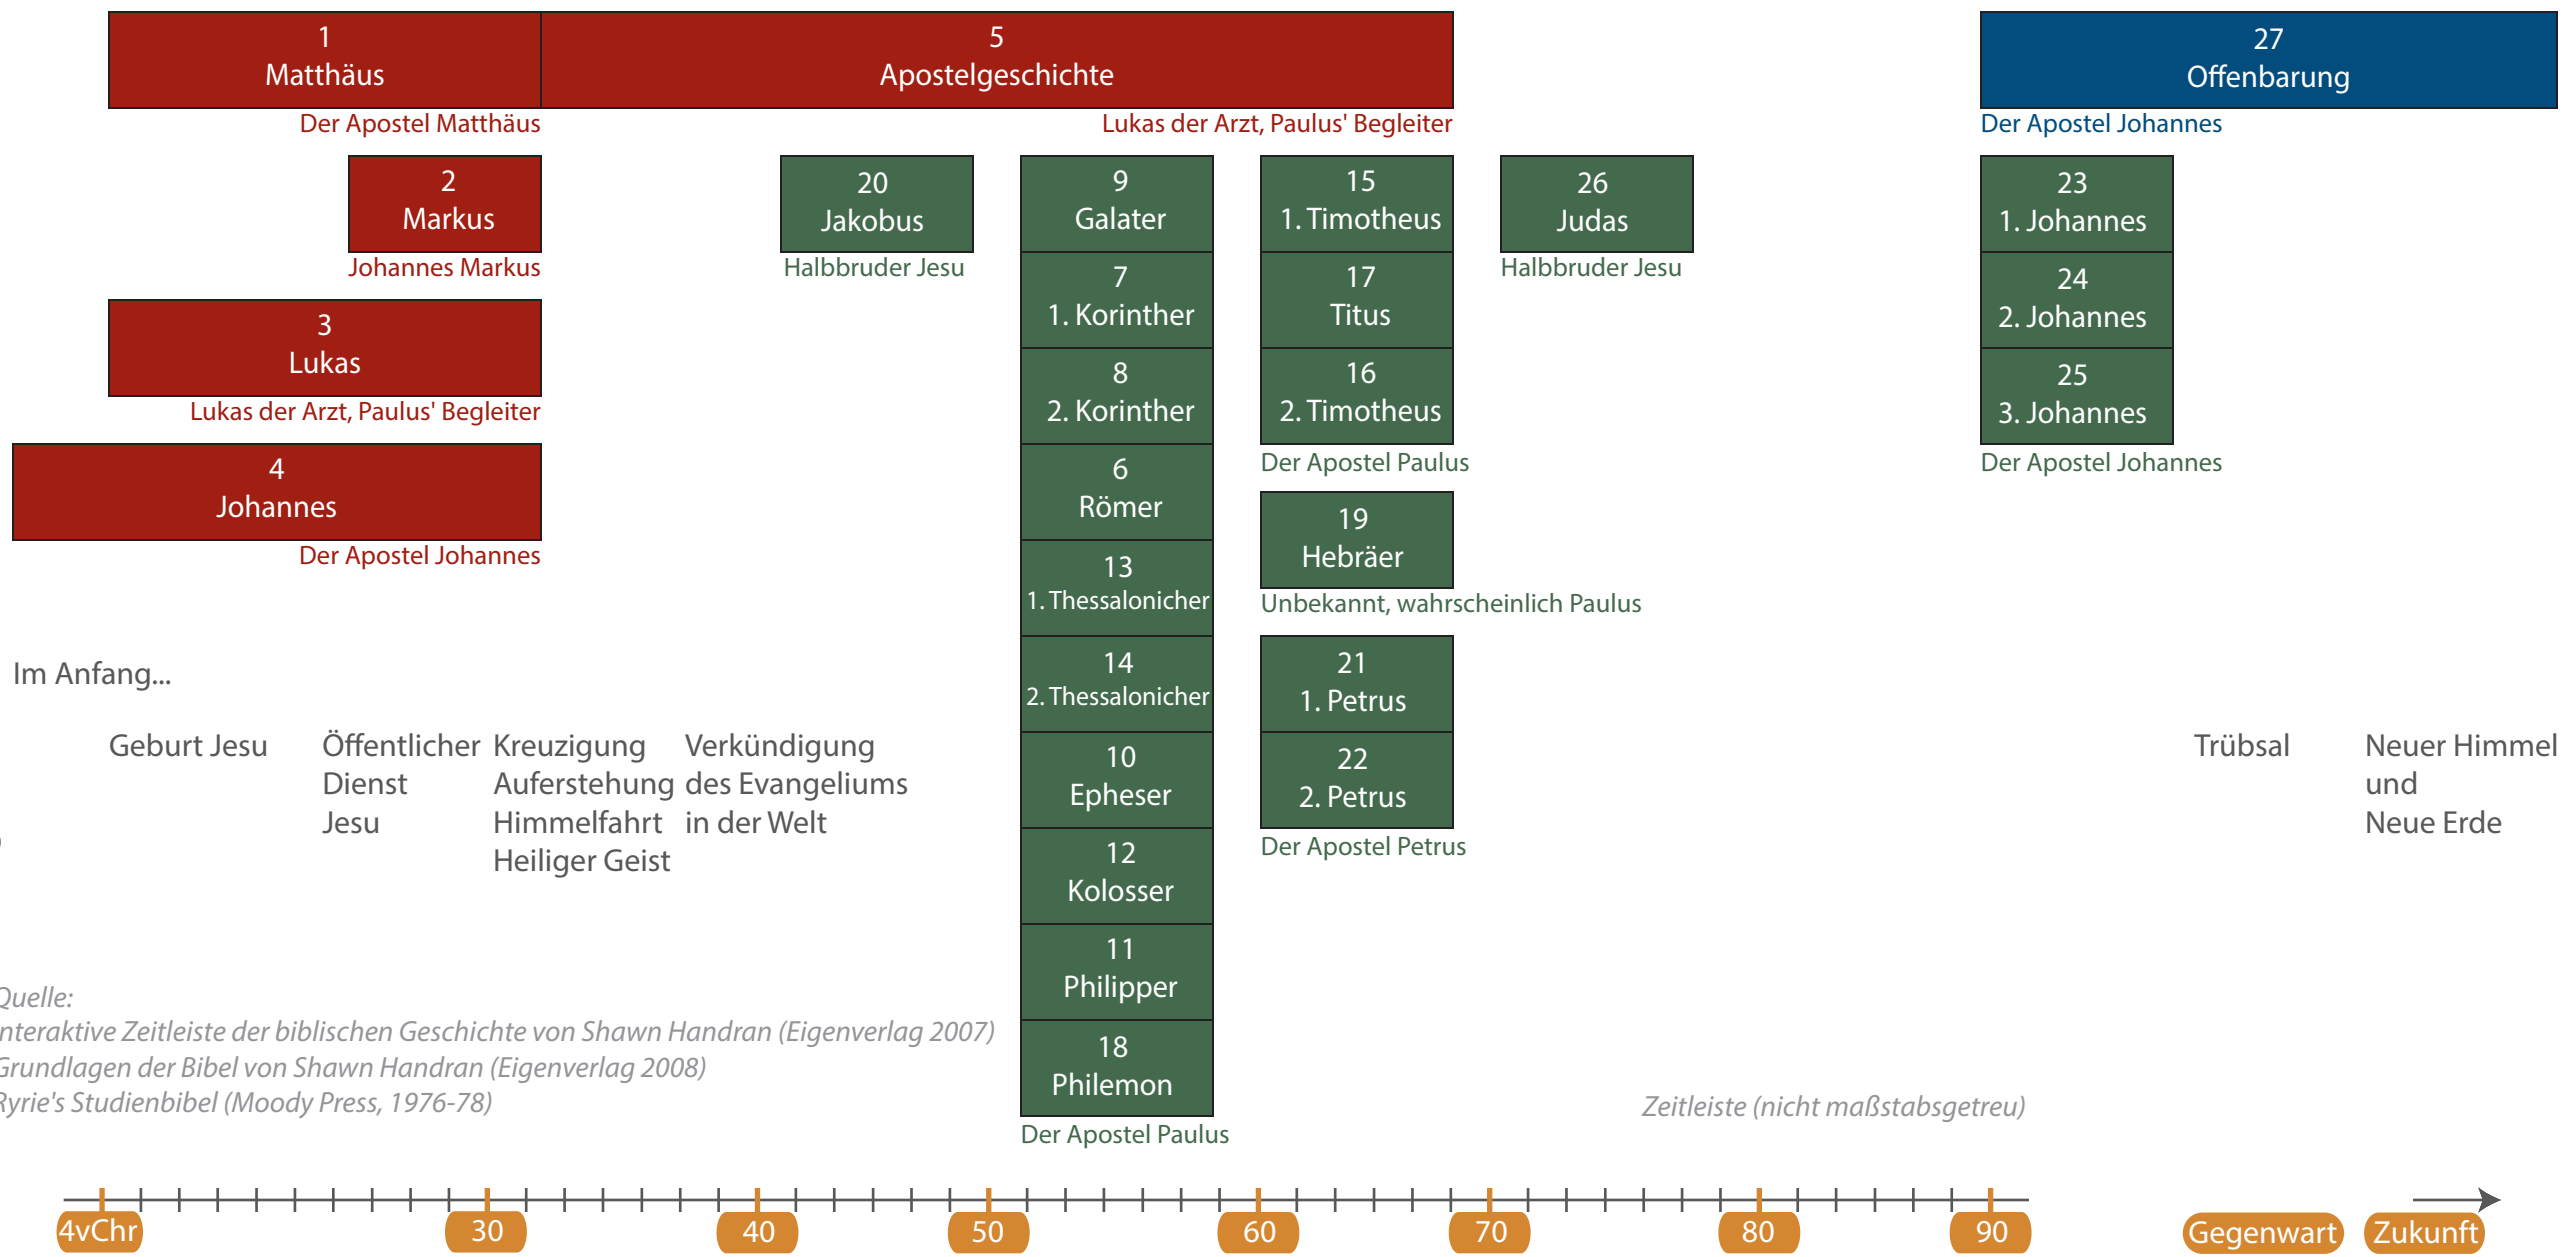 1
Matthäus
Der Apostel Matthäus
5
Apostelgeschichte
Lukas der Arzt, Paulus' Begleiter
27
Offenbarung
Der Apostel Johannes
2
Markus
Johannes Markus
3
Lukas
Lukas der Arzt, Paulus' Begleiter
4
Johannes
Der Apostel Johannes
20
Jakobus
Halbbruder Jesu
9
Galater
7
1. Korinther
8
2. Korinther
6
Römer
13
1. Thessalonicher
14
2. Thessalonicher
10
Epheser
12
Kolosser
11
Philipper
18
Philemon
Der Apostel Paulus
15
1. Timotheus
17
Titus
16
2. Timotheus
Der Apostel Paulus
19
Hebräer
Unbekannt, wahrscheinlich Paulus
21
1. Petrus
22
2. Petrus
Der Apostel Petrus
26
Judas
Halbbruder Jesu
23
1. Johannes
24
2. Johannes
25
3. Johannes
Der Apostel Johannes
Im Anfang...
Geburt Jesu
Öffentlicher
Dienst
Jesu
Kreuzigung
Auferstehung
Himmelfahrt
Heiliger Geist
Verkündigung
des Evangeliums
in der Welt
Trübsal
Neuer Himmel
und
Neue Erde
Quelle:
nteraktive Zeitleiste der biblischen Geschichte von Shawn Handran (Eigenverlag 2007)
Grundlagen der Bibel von Shawn Handran (Eigenverlag 2008)
Ryrie's Studienbibel (Moody Press, 1976-78)
Zeitleiste (nicht maßstabsgetreu)
4vChr
30
40
50
60
70
80
90
Gegenwart
Zukunft